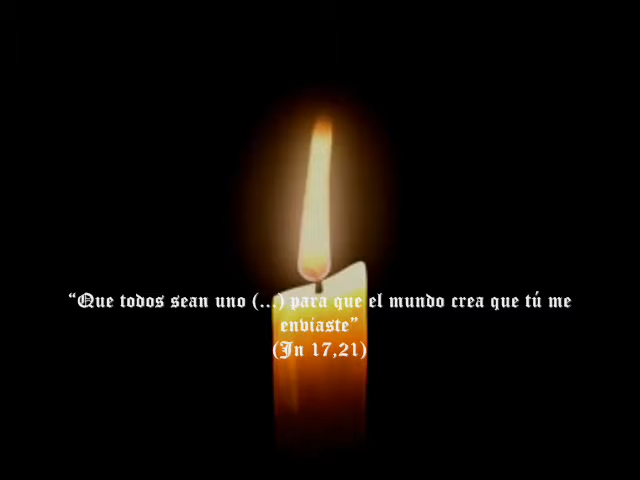 “Que todos sean uno (...) para que el mundo crea que tú me
enviaste”
(Jn 17,21)